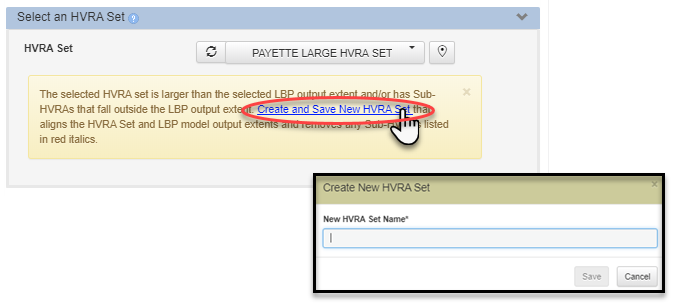 Select an HVRA Set ?
HVRA Set
PAYETTE LARGE HVRA SET
×
The selected HVRA set is larger than the selected LBP output extent and/or has Sub-
HVRAs that fall outside the LBP output extent. Create and Save New HVRA Set that
aligns the HVRA Set and LBP model output extents and removes any Sub- listed
in red italics.
Create New HVRA Set
×
New HVRA Set Name*
Save Cancel